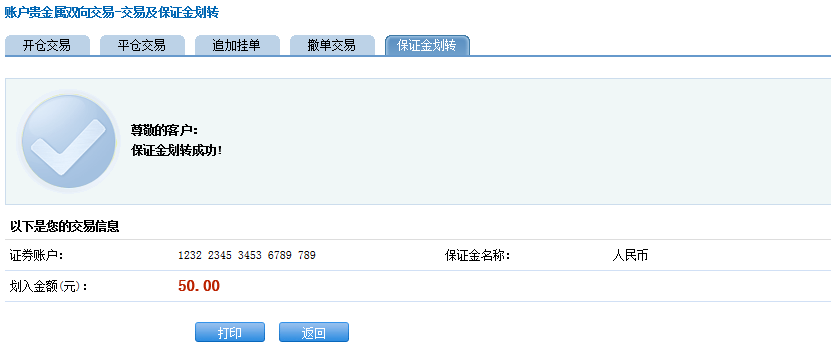 账户贵金属双向交易-交易及保证金划转
开仓交易 平仓交易 追加挂单 撤单交易 保证金划转
尊敬的客户：
保证金划转成功！
以下是您的交易信息
证券账户： 1232 2345 3453 6789 789 保证金名称： 人民币
划入金额(元)： 50.00
打印 返回